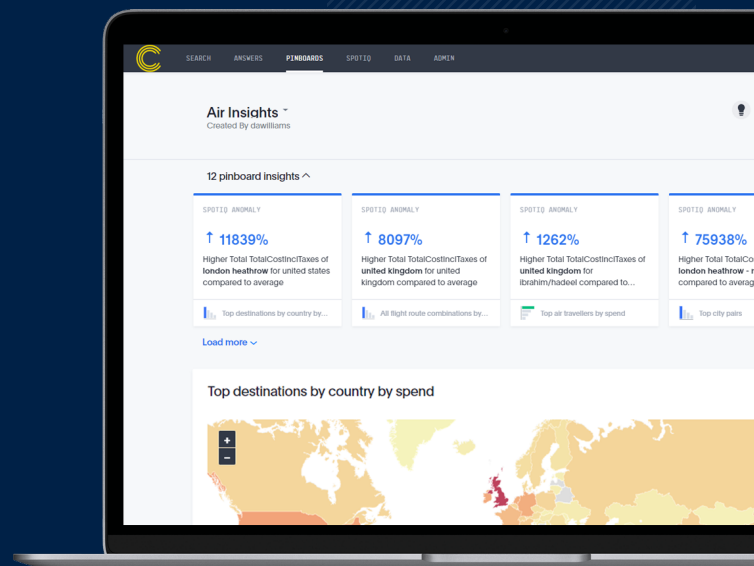 SEARCH ANSWERS PINBOARDS SPOTIQ DATA ADMIN
Air Insights
Created By dawilliams
12 pinboard insights
SPOTIQ ANOMALY
↑ 11839%
Higher Total TotalCostInclTaxes of
london heathrow for united states
compared to average
Top destinations by country by...
SPOTIQ ANOMALY
↑ 8097%
Higher Total TotalCostInclTaxes of
united kingdom for united
kingdom compared to average
All flight route combinations by...
SPOTIQ ANOMALY
↑ 1262%
Higher Total TotalCostInclTaxes of
united kingdom for
ibrahim/hadeel compared to...
Top air travellers by spend
SPOTIQ ANOMALY
↑ 75938%
Higher Total TotalCos
london heathrow -
compared to averag
Top city pairs
Load more
Top destinations by country by spend
+
−